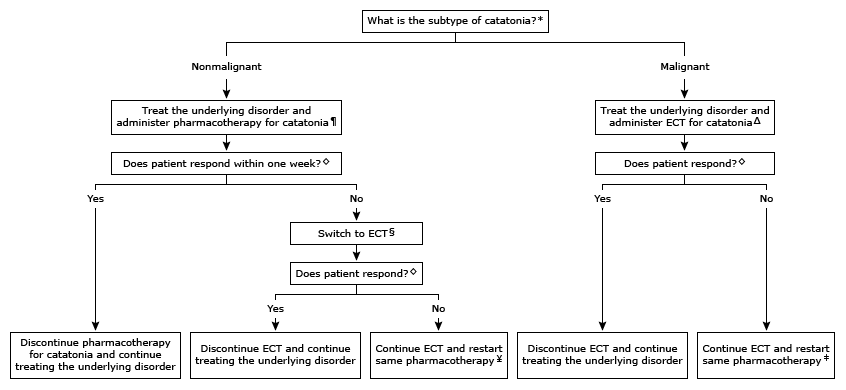 What is the subtype of catatonia?*
Nonmalignant
Malignant
Treat the underlying disorder and
administer pharmacotherapy for catatonia¶
Treat the underlying disorder and
administer ECT for catatoniaΔ
Does patient respond within one week?◇
Does patient respond?◇
Yes
No
Yes
No
Switch to ECT§
Does patient respond?◇
Yes
No
Discontinue pharmacotherapy
for catatonia and continue
treating the underlying disorder
Discontinue ECT and continue
treating the underlying disorder
Continue ECT and restart
same pharmacotherapy¥
Discontinue ECT and continue
treating the underlying disorder
Continue ECT and restart
same pharmacotherapy‡